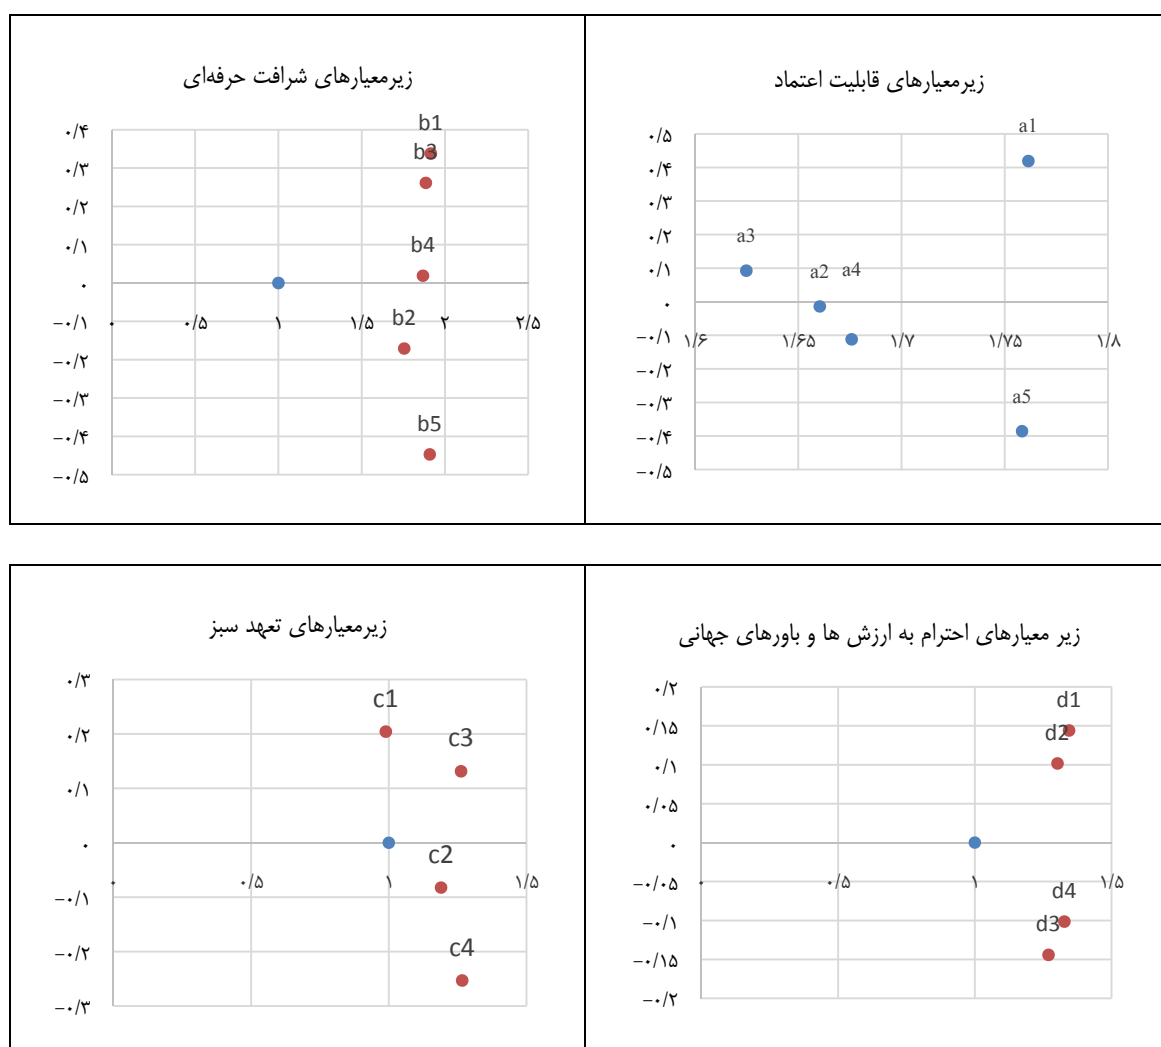 زیرمعیارهای قابلیت اعتماد
۰/۵
۰/۴
۰/۳
۰/۲
۰/۱
۰
−۰/۱
−۰/۲
−۰/۳
−۰/۴
−۰/۵
۱/۶ ۱/۶۵ ۱/۷ ۱/۷۵ ۱/۸
a1
a3
a2 a4
a5
زیرمعیارهای شرافت حرفه‌ای
۰/۴
۰/۳
۰/۲
۰/۱
۰
−۰/۱
−۰/۲
−۰/۳
−۰/۴
−۰/۵
۰ ۰/۵ ۱ ۱/۵ ۲ ۲/۵
b1
b3
b4
b2
b5
زیر معیارهای احترام به ارزش ها و باورهای جهانی
۰/۲
۰/۱۵
۰/۱
۰/۰۵
۰
−۰/۰۵
−۰/۱
−۰/۱۵
−۰/۲
۰ ۰/۵ ۱ ۱/۵
d1
d2
d4
d3
زیرمعیارهای تعهد سبز
۰/۳
۰/۲
۰/۱
۰
−۰/۱
−۰/۲
−۰/۳
۰ ۰/۵ ۱ ۱/۵
c1
c3
c2
c4